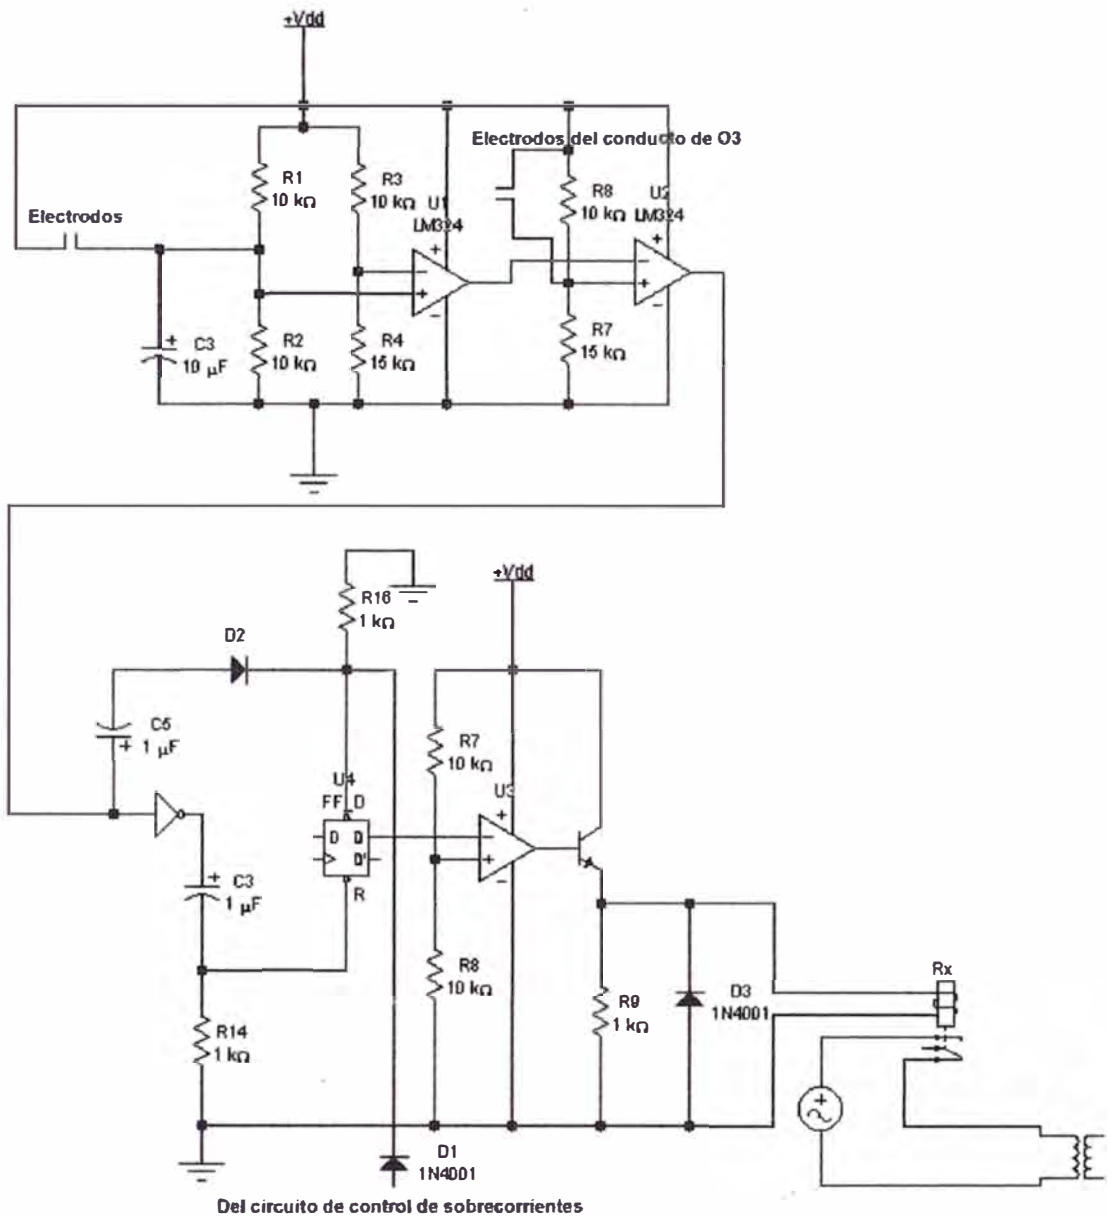 +Vdd
Electrodos del conducto de O3
R1
10 kΩ
R3
10 kΩ
U1
LM324
R8
10 kΩ
U2
LM324
Electrodos
C3
10 µF
R2
10 kΩ
R4
15 kΩ
R7
15 kΩ
R16
1 kΩ
+Vdd
D2
C5
1 µF
R7
10 kΩ
U4
FF D
U3
D Q
Q'
R
C3
1 µF
R8
10 kΩ
R9
1 kΩ
D3
1N4001
Rx
R14
1 kΩ
D1
1N4001
Del circuito de control de sobrecorrientes